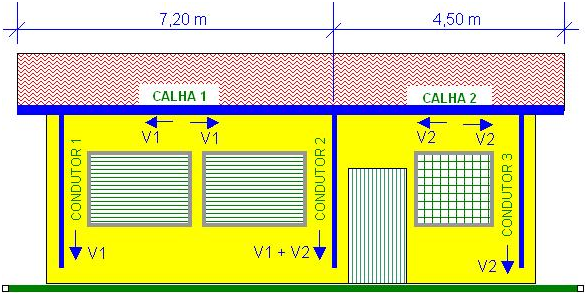 7,20 m
4,50 m
CALHA 1
CALHA 2
V1 V1
V2 V2
CONDUTOR 1
CONDUTOR 2
CONDUTOR 3
V1
V1 + V2
V2